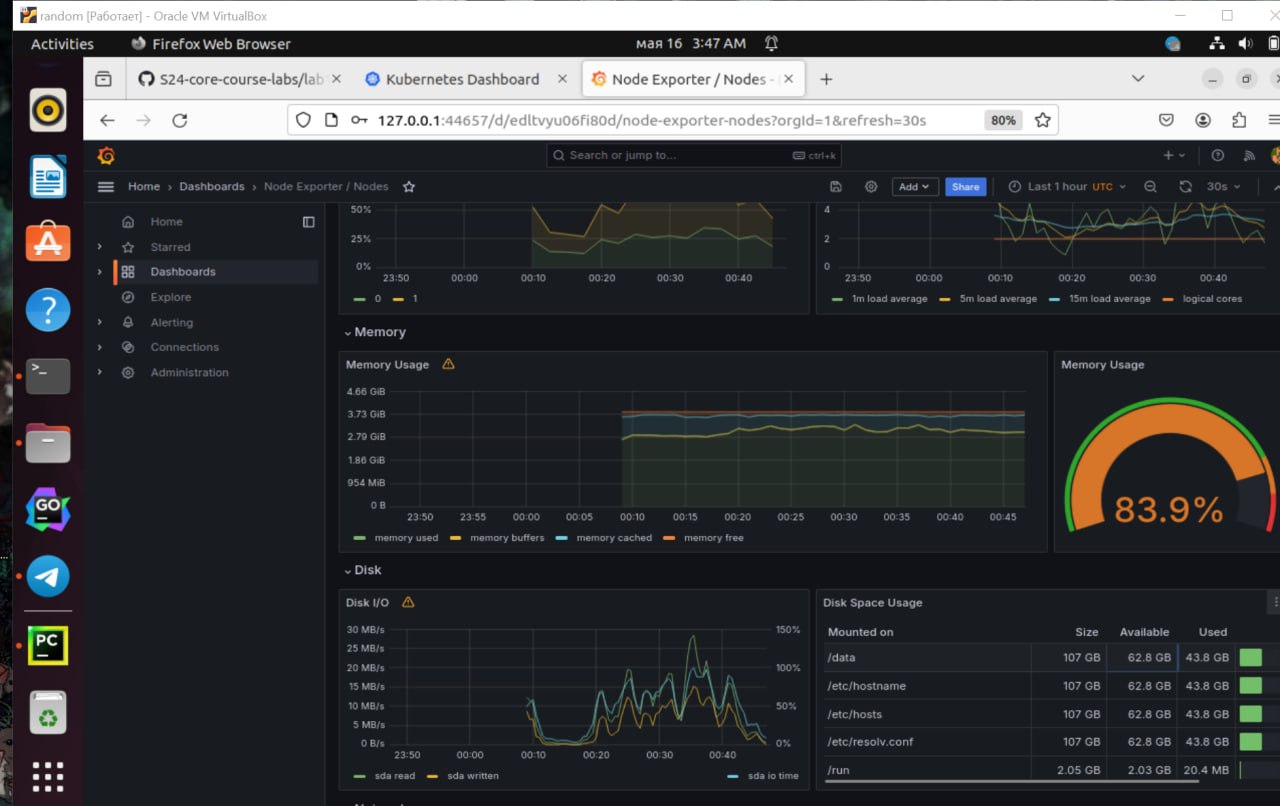 random [Работает] - Oracle VM VirtualBox
Activities Firefox Web Browser мая 16 3:47 AM
S24-core-course-labs/lab Kubernetes Dashboard Node Exporter / Nodes -
127.0.0.1:44657/d/edltvyu06fi80d/node-exporter-nodes?orgId=1&refresh=30s 80%
Search or jump to... ctrl+k
Home › Dashboards › Node Exporter / Nodes Add Share Last 1 hour UTC 30s
Home
Starred
Dashboards
Explore
Alerting
Connections
Administration
50%
25%
0%
23:50 00:00 00:10 00:20 00:30 00:40
0 1
4
2
0
23:50 00:00 00:10 00:20 00:30 00:40
1m load average 5m load average 15m load average logical cores
Memory
Memory Usage
4.66 GiB
3.73 GiB
2.79 GiB
1.86 GiB
954 MiB
0 B
23:50 23:55 00:00 00:05 00:10 00:15 00:20 00:25 00:30 00:35 00:40 00:45
memory used memory buffers memory cached memory free
Memory Usage
83.9%
Disk
Disk I/O
30 MB/s
25 MB/s
20 MB/s
15 MB/s
10 MB/s
5 MB/s
0 B/s
150%
100%
50%
0%
23:50 00:00 00:10 00:20 00:30 00:40
sda read sda written sda io time
Disk Space Usage
Mounted on Size Available Used
/data 107 GB 62.8 GB 43.8 GB
/etc/hostname 107 GB 62.8 GB 43.8 GB
/etc/hosts 107 GB 62.8 GB 43.8 GB
/etc/resolv.conf 107 GB 62.8 GB 43.8 GB
/run 2.05 GB 2.03 GB 20.4 MB
GO
PC